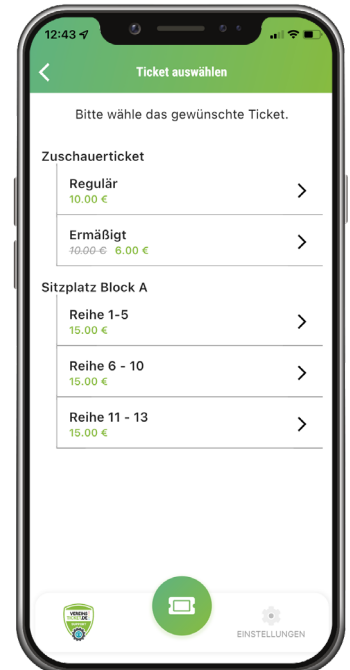 12:43
Ticket auswählen
Bitte wähle das gewünschte Ticket.
Zuschauerticket
Regulär
10.00 €
Ermäßigt
10.00 € 6.00 €
Sitzplatz Block A
Reihe 1-5
15.00 €
Reihe 6 - 10
15.00 €
Reihe 11 - 13
15.00 €
EINSTELLUNGEN